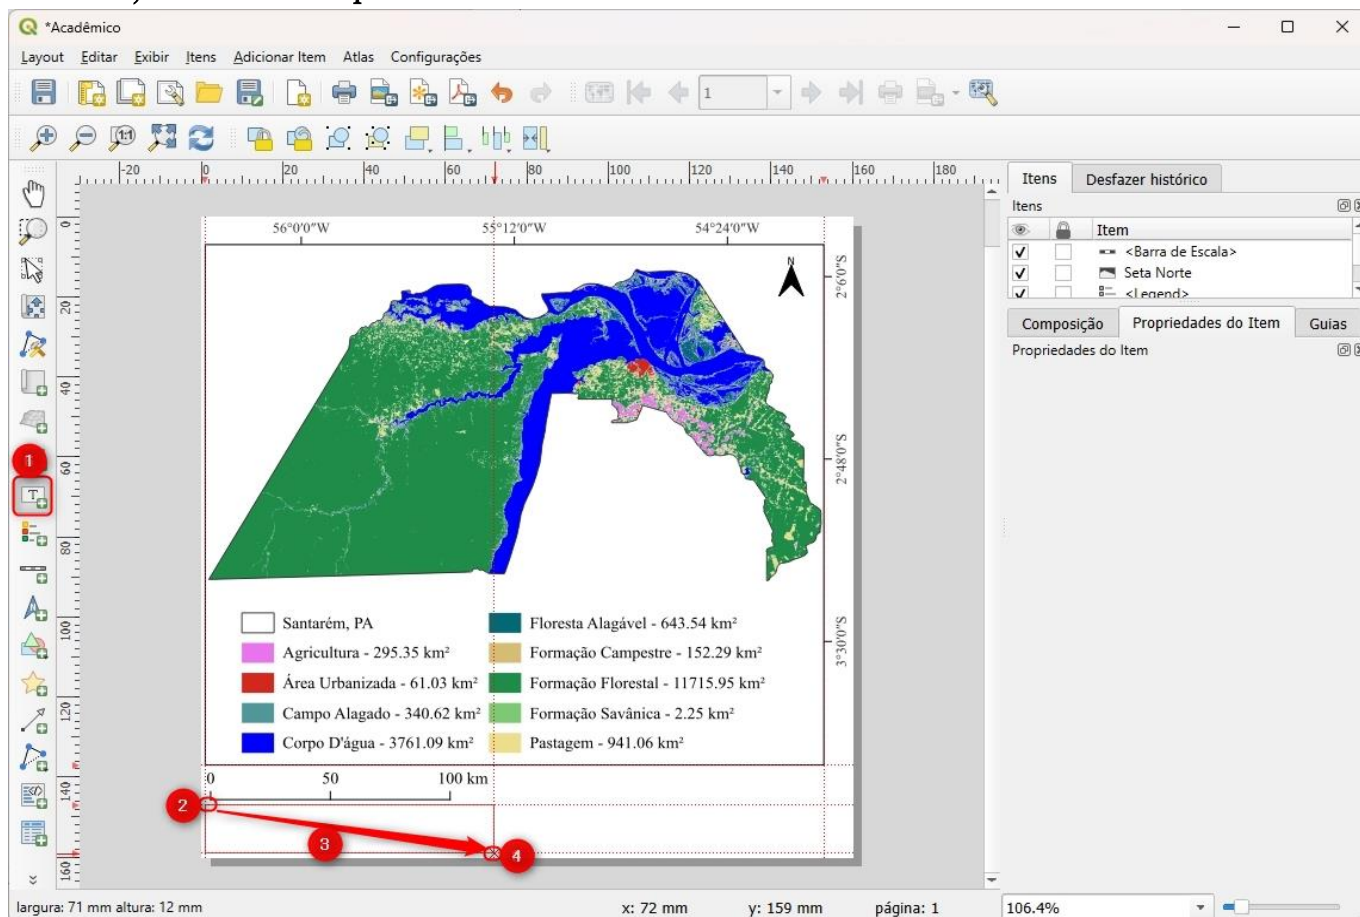 *Acadêmico
Layout Editar Exibir Itens Adicionar Item Atlas Configurações
1
1:1
-20 0 20 40 60 80 100 120 140 160 180
Itens Desfazer histórico
Itens
Item
<Barra de Escala>
Seta Norte
<Legend>
Composição Propriedades do Item Guias
Propriedades do Item
0 20 40 60 80 100 120 140 160
56°0'0"W 55°12'0"W 54°24'0"W
N
2°6'0"S
2°48'0"S
3°30'0"S
1
T
Santarém, PA
Agricultura - 295.35 km²
Área Urbanizada - 61.03 km²
Campo Alagado - 340.62 km²
Corpo D'água - 3761.09 km²
Floresta Alagável - 643.54 km²
Formação Campestre - 152.29 km²
Formação Florestal - 11715.95 km²
Formação Savânica - 2.25 km²
Pastagem - 941.06 km²
0 50 100 km
2
3
4
largura: 71 mm altura: 12 mm x: 72 mm y: 159 mm página: 1 106.4%